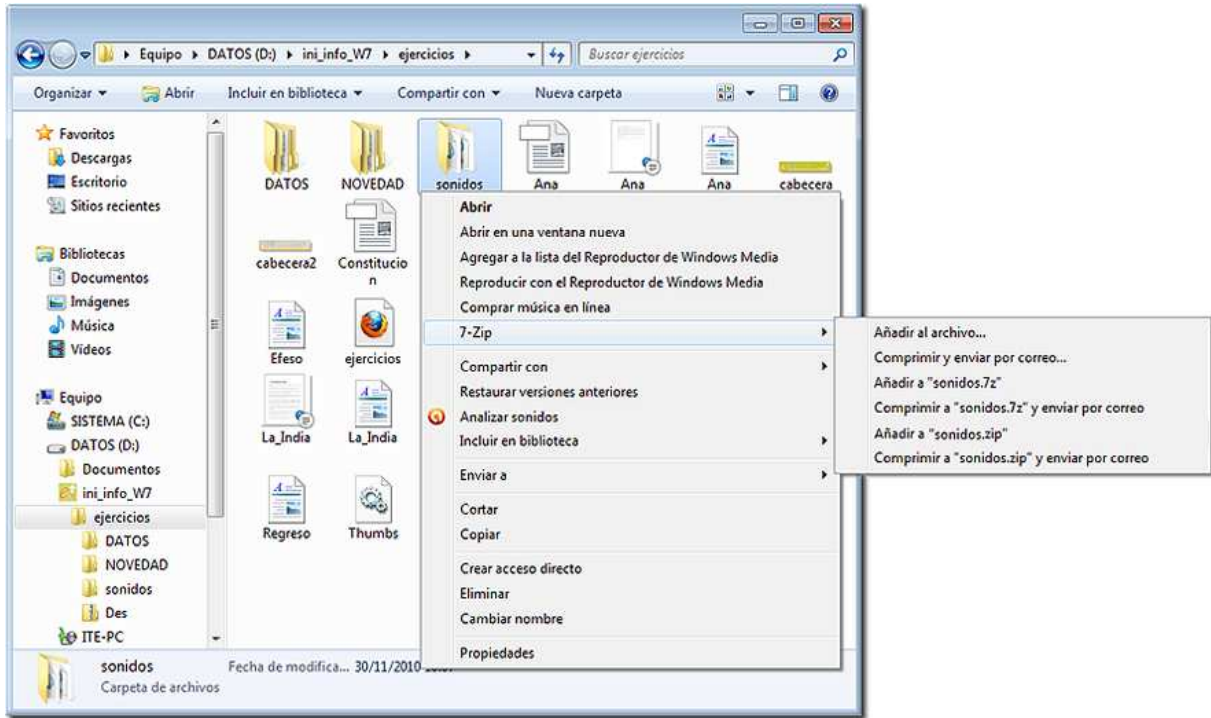 Equipo DATOS (D:) ini_info_W7 ejercicios
Buscar ejercicios
Organizar Abrir Incluir en biblioteca Compartir con Nueva carpeta
Favoritos
Descargas
Escritorio
Sitios recientes
Bibliotecas
Documentos
Imágenes
Música
Vídeos
Equipo
SISTEMA (C:)
DATOS (D:)
Documentos
ini_info_W7
ejercicios
DATOS
NOVEDAD
sonidos
Des
ITE-PC
DATOS NOVEDAD sonidos Ana Ana Ana cabecera
cabecera2 Constitucio
n
Efeso ejercicios
La_India La_India
Regreso Thumbs
Abrir
Abrir en una ventana nueva
Agregar a la lista del Reproductor de Windows Media
Reproducir con el Reproductor de Windows Media
Comprar música en línea
7-Zip
Compartir con
Restaurar versiones anteriores
Analizar sonidos
Incluir en biblioteca
Enviar a
Cortar
Copiar
Crear acceso directo
Eliminar
Cambiar nombre
Propiedades
Añadir al archivo...
Comprimir y enviar por correo...
Añadir a "sonidos.7z"
Comprimir a "sonidos.7z" y enviar por correo
Añadir a "sonidos.zip"
Comprimir a "sonidos.zip" y enviar por correo
sonidos Fecha de modifica... 30/11/2010
Carpeta de archivos